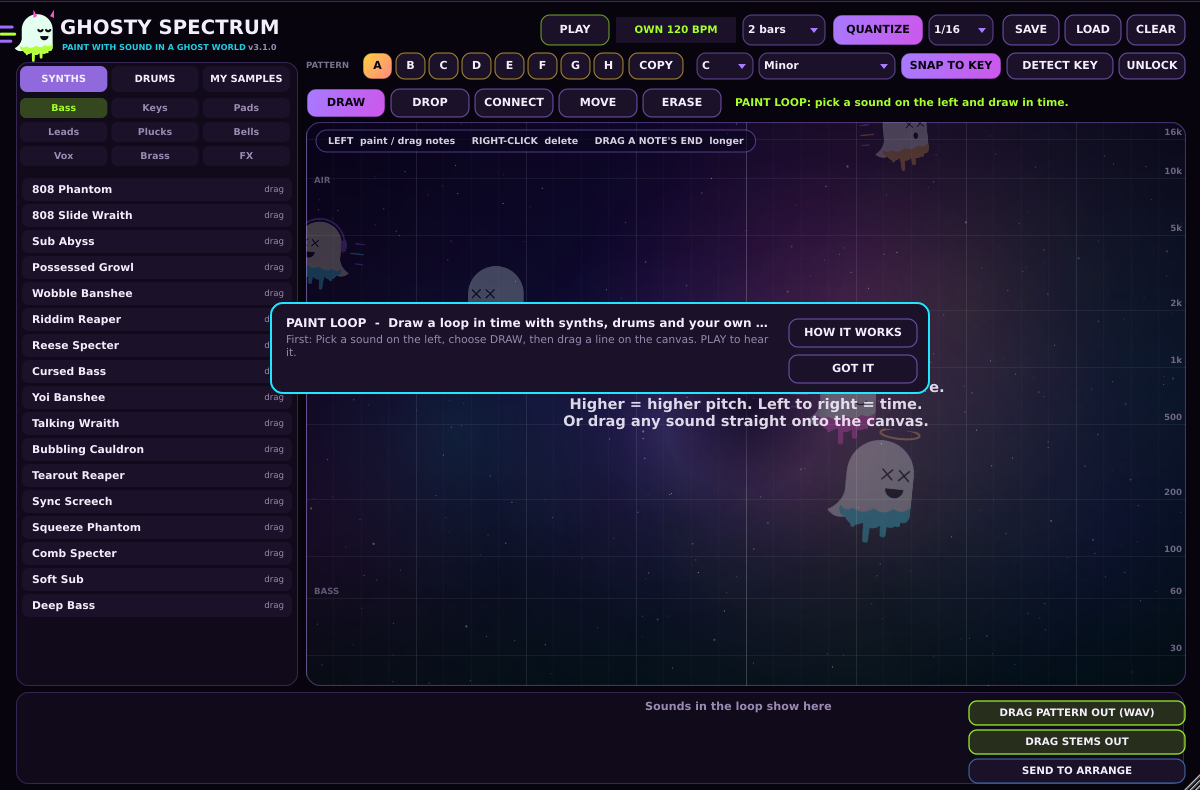 GHOSTY SPECTRUM
PAINT WITH SOUND IN A GHOST WORLD v3.1.0
PLAY
OWN 120 BPM
2 bars
QUANTIZE
1/16
SAVE
LOAD
CLEAR
PATTERN
A
B
C
D
E
F
G
H
COPY
C
Minor
SNAP TO KEY
DETECT KEY
UNLOCK
SYNTHS
DRUMS
MY SAMPLES
DRAW
DROP
CONNECT
MOVE
ERASE
PAINT LOOP: pick a sound on the left and draw in time.
Bass
Keys
Pads
Leads
Plucks
Bells
Vox
Brass
FX
808 Phantom drag
808 Slide Wraith drag
Sub Abyss drag
Possessed Growl drag
Wobble Banshee drag
Riddim Reaper
Reese Specter
Cursed Bass
Yoi Banshee drag
Talking Wraith drag
Bubbling Cauldron drag
Tearout Reaper drag
Sync Screech drag
Squeeze Phantom drag
Comb Specter drag
Soft Sub drag
Deep Bass drag
LEFT paint / drag notes RIGHT-CLICK delete DRAG A NOTE'S END longer
AIR
BASS
16k
10k
5k
2k
1k
500
200
100
60
30
PAINT LOOP - Draw a loop in time with synths, drums and your own ...
First: Pick a sound on the left, choose DRAW, then drag a line on the canvas. PLAY to hear
it.
HOW IT WORKS
GOT IT
e.
Higher = higher pitch. Left to right = time.
Or drag any sound straight onto the canvas.
Sounds in the loop show here
DRAG PATTERN OUT (WAV)
DRAG STEMS OUT
SEND TO ARRANGE